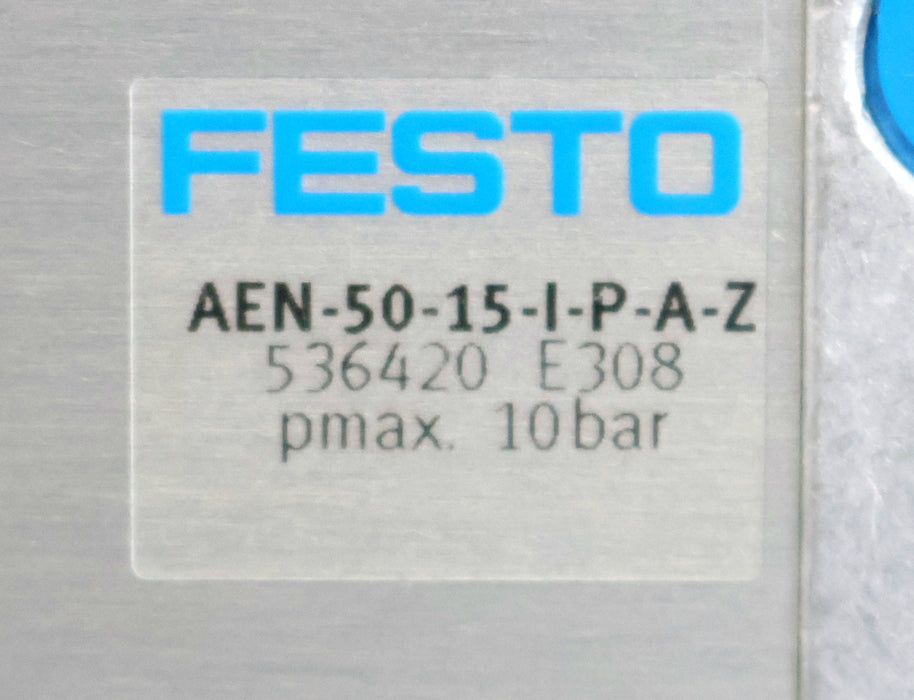 FESTO
AEN-50-15-I-P-A-Z
536420 E308
pmax. 10bar